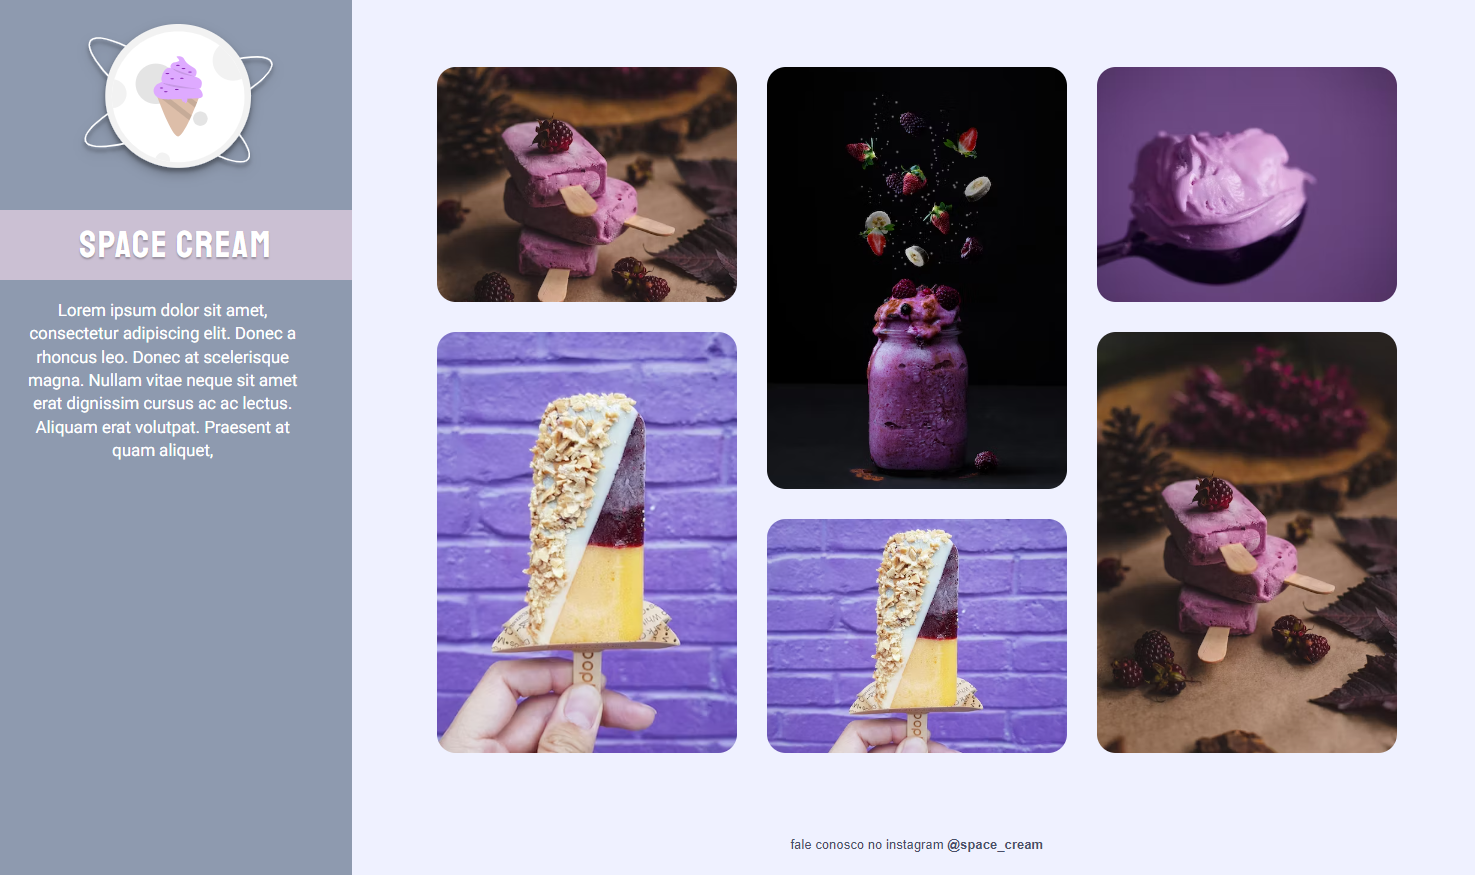 SPACE CREAM
Lorem ipsum dolor sit amet,
consectetur adipiscing elit. Donec a
rhoncus leo. Donec at scelerisque
magna. Nullam vitae neque sit amet
erat dignissim cursus ac ac lectus.
Aliquam erat volutpat. Praesent at
quam aliquet,
fale conosco no instagram @space_cream